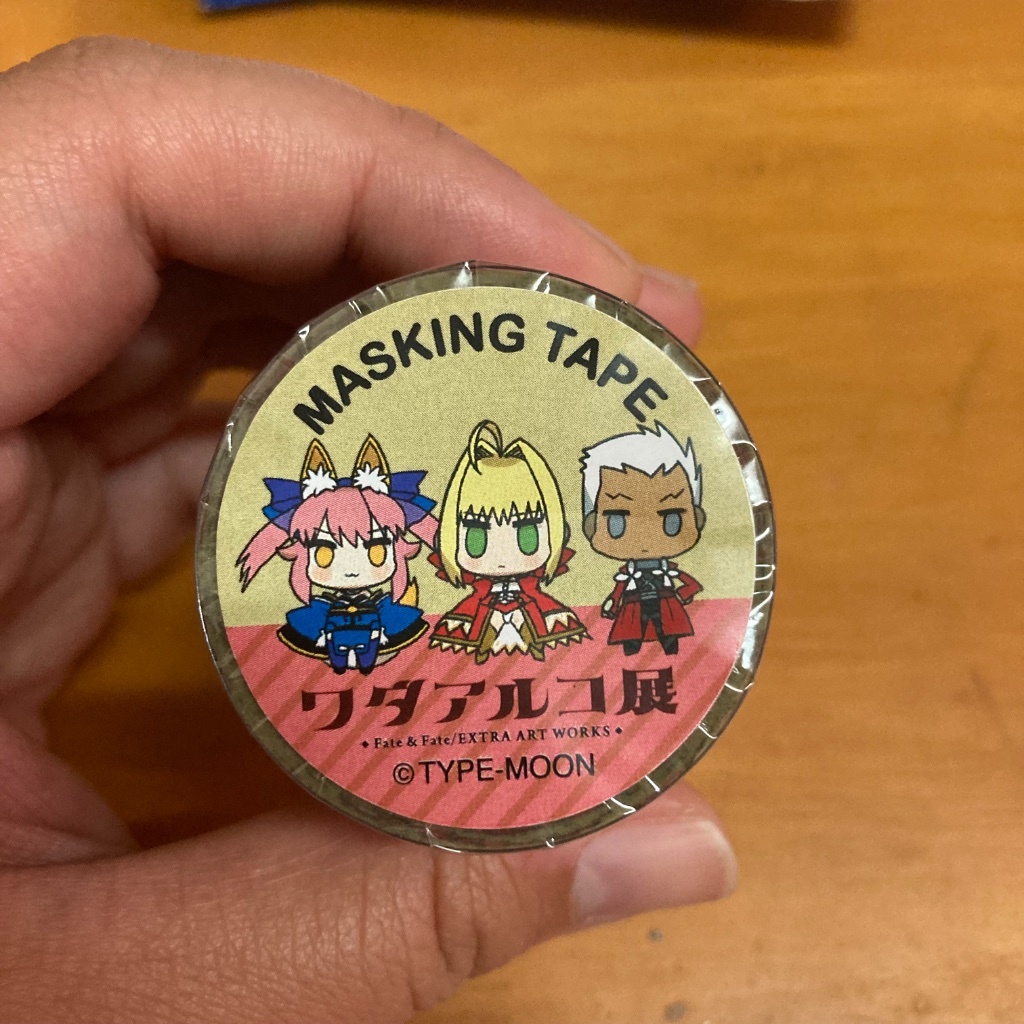 MASKING TAPE
ワダアルコ展
◆ Fate & Fate/EXTRA ART WORKS ◆
©TYPE-MOON